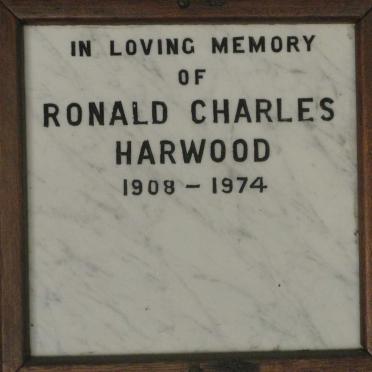 IN LOVING MEMORY
OF
RONALD CHARLES
HARWOOD
1908 – 1974